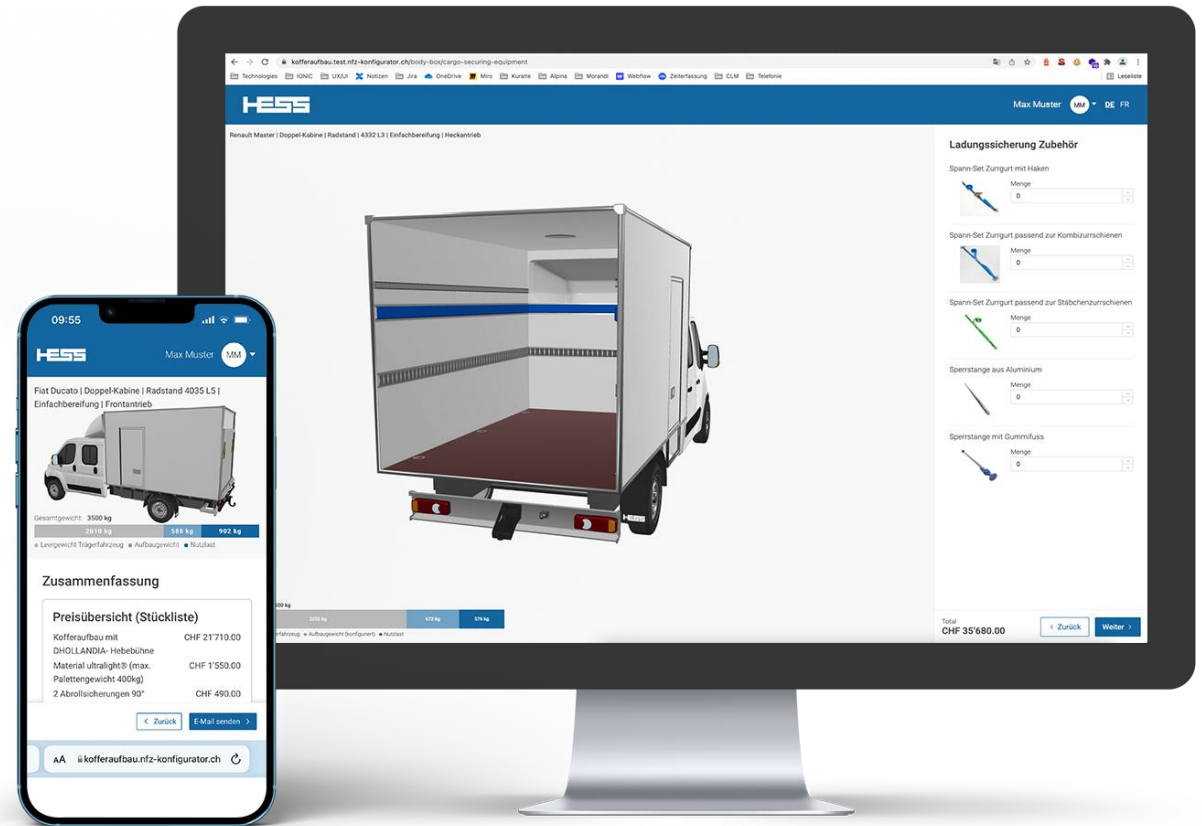 kofferaufbau.test.nfz-konfigurator.ch/body-box/cargo-securing-equipment
Technologies IONIC UX/UI Notizen Jira OneDrive Miro Kuratle Alpina Morandi Webflow Zeiterfassung CLM Telefonie
Leseliste
HESS
Max Muster MM DE FR
Renault Master | Doppel-Kabine | Radstand | 4332 L3 | Einfachbereifung | Heckantrieb
Ladungssicherung Zubehör
Spann-Set Zurrgurt mit Haken
Menge
0
Spann-Set Zurrgurt passend zur Kombizurrschienen
Menge
0
Spann-Set Zurrgurt passend zur Stäbchenzurrschienen
Menge
0
Sperrstange aus Aluminium
Menge
0
Sperrstange mit Gummifuss
Menge
0
Aufbaugewicht (konfiguriert) Nutzlast
Total
CHF 35'680.00
Zurück
Weiter
09:55
HESS
Max Muster MM
Fiat Ducato | Doppel-Kabine | Radstand 4035 L5 |
Einfachbereifung | Frontantrieb
Gesamtgewicht: 3500 kg
2010 kg 588 kg 902 kg
Leergewicht Trägerfahrzeug Aufbaugewicht Nutzlast
Zusammenfassung
Preisübersicht (Stückliste)
Kofferaufbau mit CHF 21'710.00
DHOLLANDIA- Hebebühne
Material ultralight® (max. CHF 1'550.00
Palettengewicht 400kg)
2 Abrollsicherungen 90° CHF 490.00
Zurück
E-Mail senden
AA kofferaufbau.nfz-konfigurator.ch